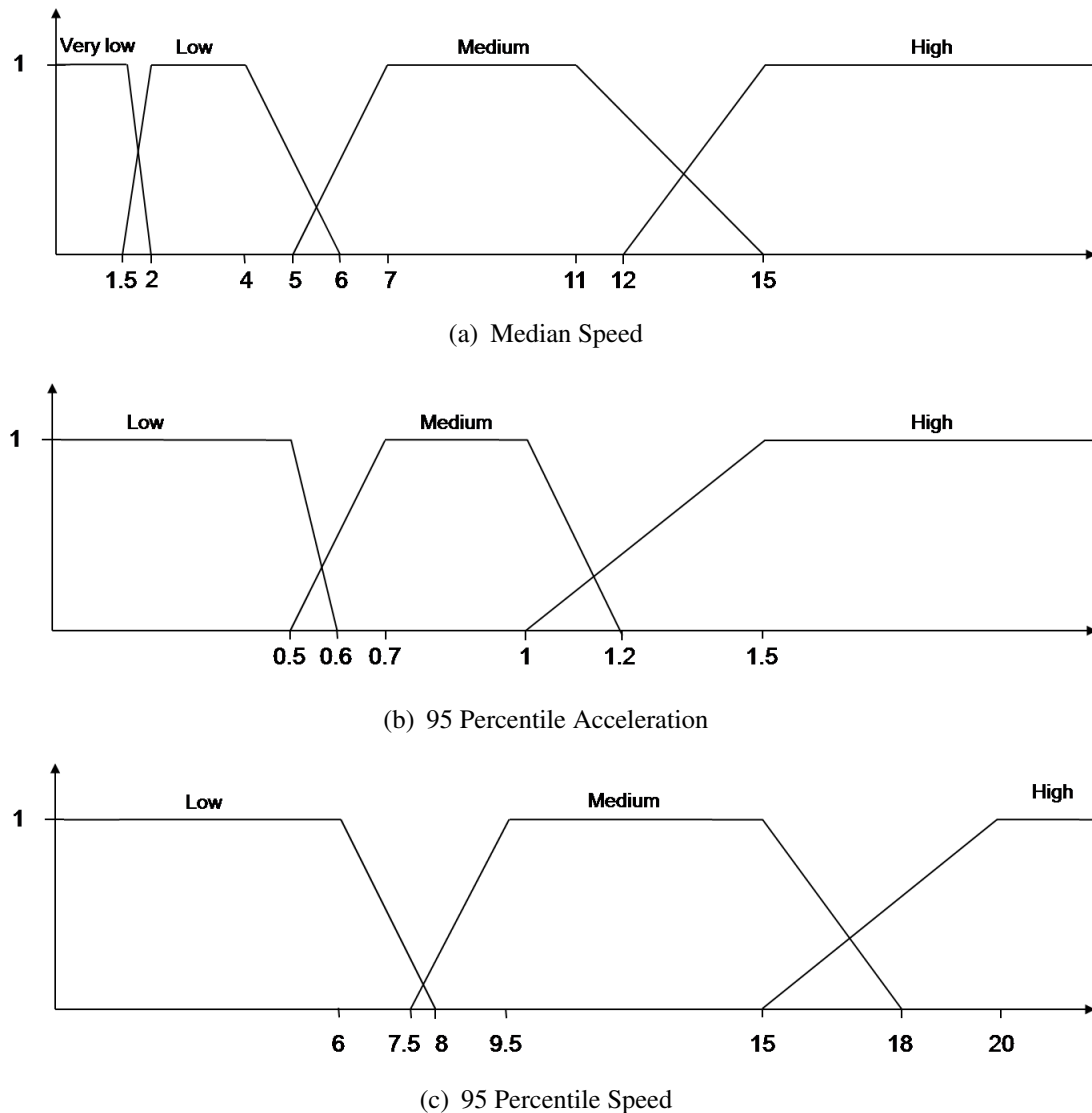 Very low Low Medium High
1
1.5 2 4 5 6 7 11 12 15
(a) Median Speed
Low Medium High
1
0.5 0.6 0.7 1 1.2 1.5
(b) 95 Percentile Acceleration
Low Medium High
1
6 7.5 8 9.5 15 18 20
(c) 95 Percentile Speed